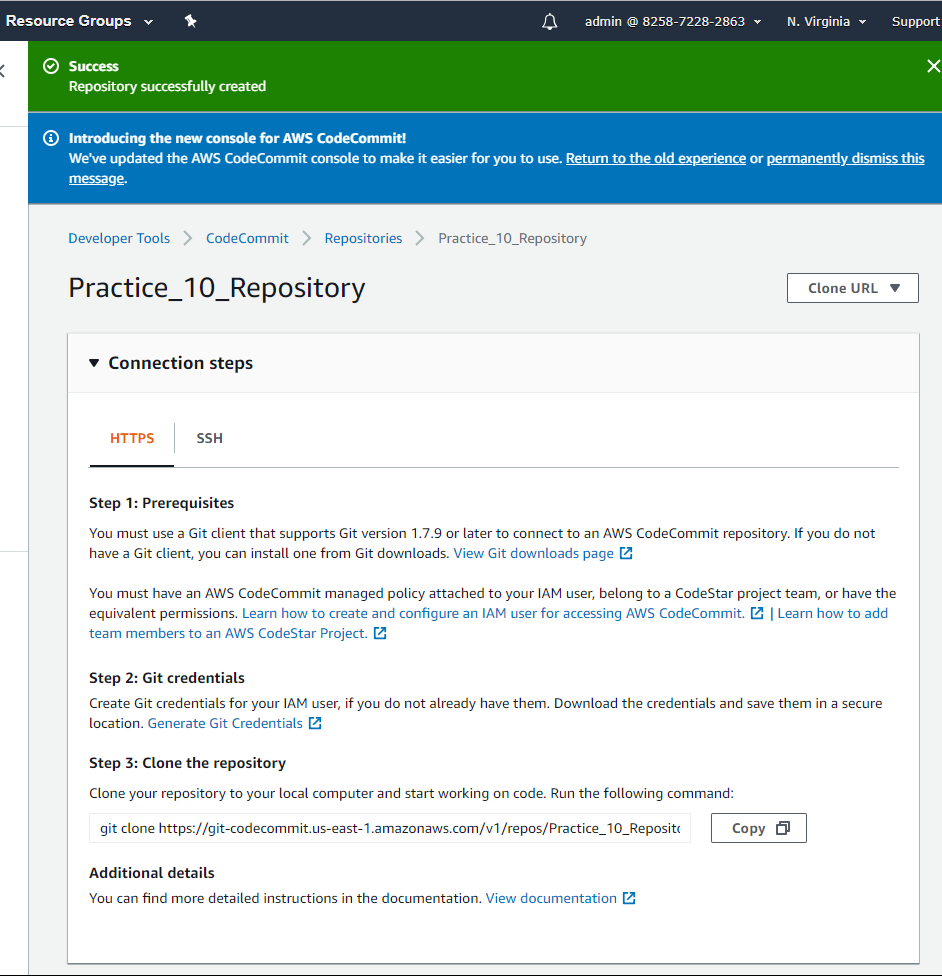 Resource Groups
admin @ 8258-7228-2863
N. Virginia
Support
Success
Repository successfully created
Introducing the new console for AWS CodeCommit!
We've updated the AWS CodeCommit console to make it easier for you to use. Return to the old experience or permanently dismiss this
message.
Developer Tools
CodeCommit
Repositories
Practice_10_Repository
Practice_10_Repository
Clone URL
Connection steps
HTTPS
SSH
Step 1: Prerequisites
You must use a Git client that supports Git version 1.7.9 or later to connect to an AWS CodeCommit repository. If you do not
have a Git client, you can install one from Git downloads. View Git downloads page
You must have an AWS CodeCommit managed policy attached to your IAM user, belong to a CodeStar project team, or have the
equivalent permissions. Learn how to create and configure an IAM user for accessing AWS CodeCommit. | Learn how to add
team members to an AWS CodeStar Project.
Step 2: Git credentials
Create Git credentials for your IAM user, if you do not already have them. Download the credentials and save them in a secure
location. Generate Git Credentials
Step 3: Clone the repository
Clone your repository to your local computer and start working on code. Run the following command:
git clone https://git-codecommit.us-east-1.amazonaws.com/v1/repos/Practice_10_Reposito
Copy
Additional details
You can find more detailed instructions in the documentation. View documentation